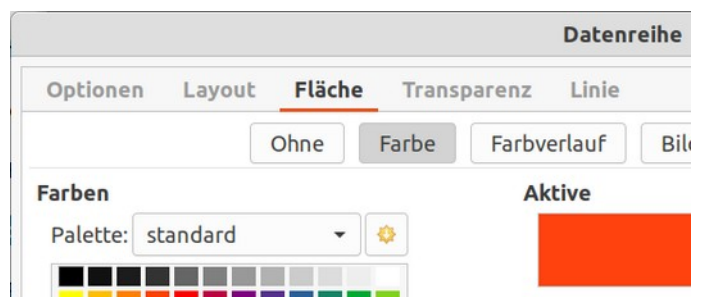 Datenreihe
Optionen Layout Fläche Transparenz Linie
Ohne Farbe Farbverlauf
Farben Aktive
Palette: standard